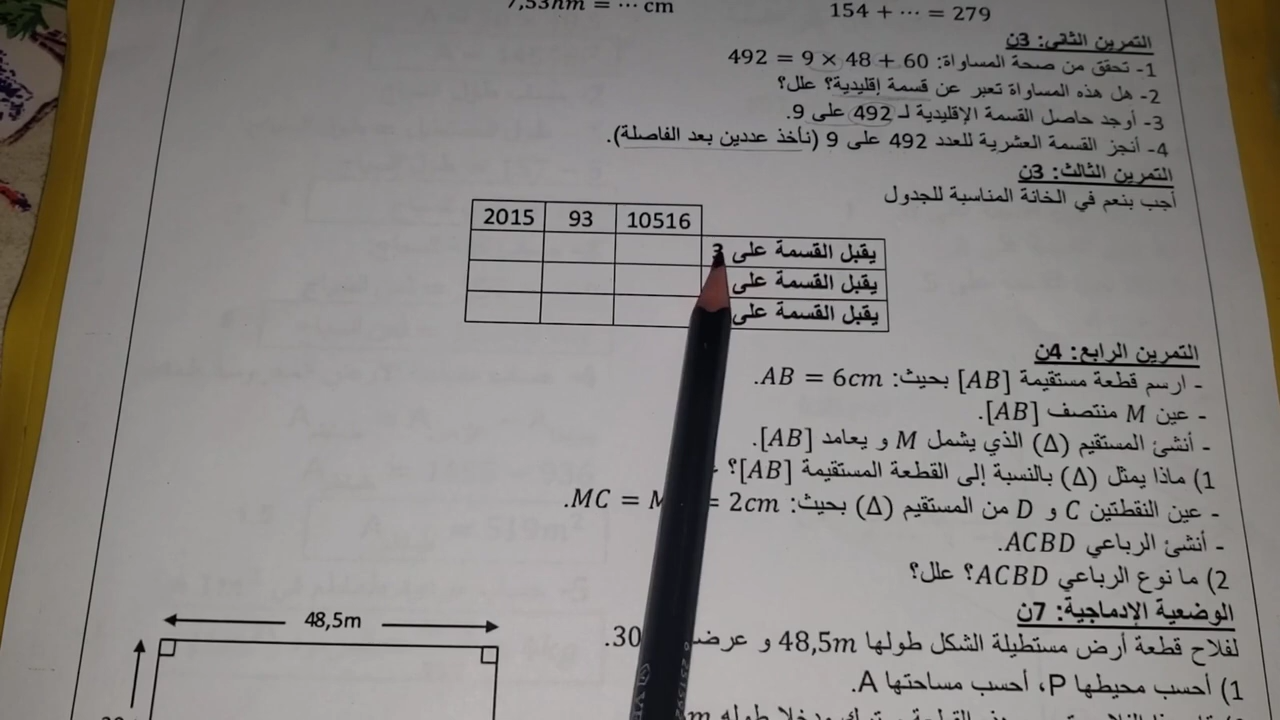 7,53hm = ⋯ cm
154 + ⋯ = 279
التمرين الثاني: 3ن
1- تحقق من صحة المساواة: 492 = 9 × 48 + 60
2- هل هذه المساواة تعبر عن قسمة إقليدية؟ علل؟
3- أوجد حاصل القسمة الإقليدية لـ 492 على 9.
4- أنجز القسمة العشرية للعدد 492 على 9 (نأخذ عددين بعد الفاصلة).
التمرين الثالث: 3ن
أجب بنعم في الخانة المناسبة للجدول
10516 93 2015
يقبل القسمة على 3
يقبل القسمة على
يقبل القسمة على
التمرين الرابع: 4ن
- ارسم قطعة مستقيمة [AB] بحيث: AB = 6cm.
- عين M منتصف [AB].
- أنشئ المستقيم (Δ) الذي يشمل M و يعامد [AB].
1) ماذا يمثل (Δ) بالنسبة إلى القطعة المستقيمة [AB]؟
- عين النقطتين C و D من المستقيم (Δ) بحيث: MC = M = 2cm.
- أنشئ الرباعي ACBD.
2) ما نوع الرباعي ACBD؟ علل؟
الوضعية الإدماجية: 7ن
لفلاح قطعة أرض مستطيلة الشكل طولها 48,5m و 30.
1) أحسب محيطها P، أحسب مساحتها A.
48,5m